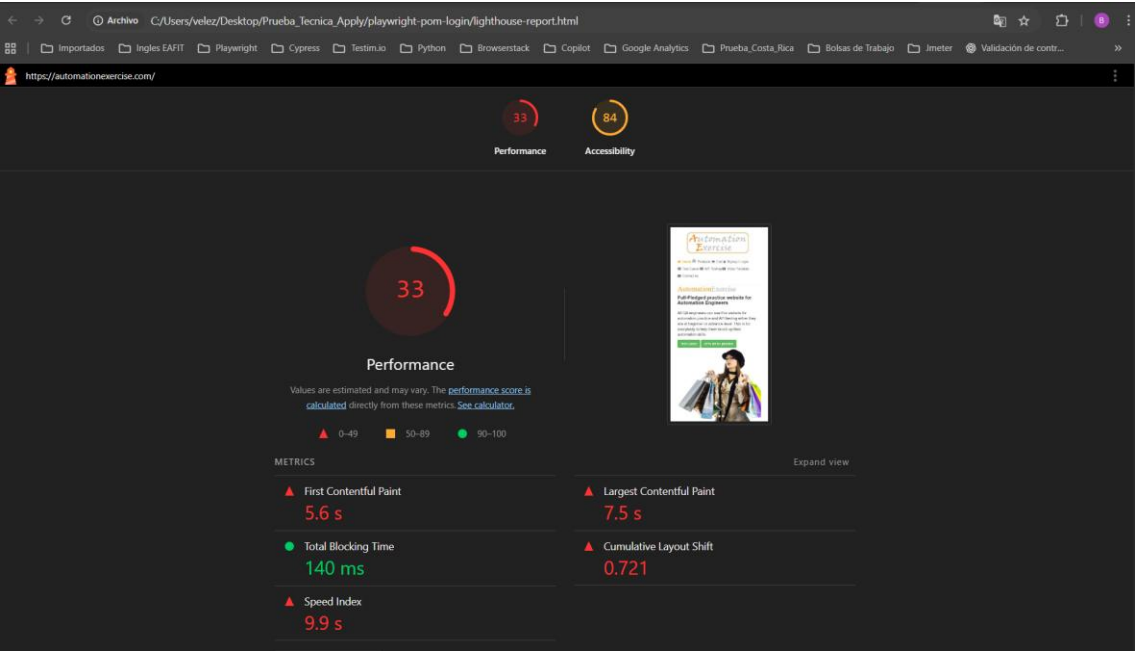 Archivo C:/Users/velez/Desktop/Prueba_Tecnica_Apply/playwright-pom-login/lighthouse-report.html
B
Importados Ingles EAFIT Playwright Cypress Testim.io Python Browserstack Copilot Google Analytics Prueba_Costa_Rica Bolsas de Trabajo Jmeter Validación de contr... »
https://automationexercise.com/
33 84
Performance Accessibility
33
Performance
Values are estimated and may vary. The performance score is
calculated directly from these metrics. See calculator.
0–49 50–89 90–100
Automation
Exercise
AutomationExercise
Full-Fledged practice website for
Automation Engineers
METRICS Expand view
First Contentful Paint
5.6 s
Largest Contentful Paint
7.5 s
Total Blocking Time
140 ms
Cumulative Layout Shift
0.721
Speed Index
9.9 s